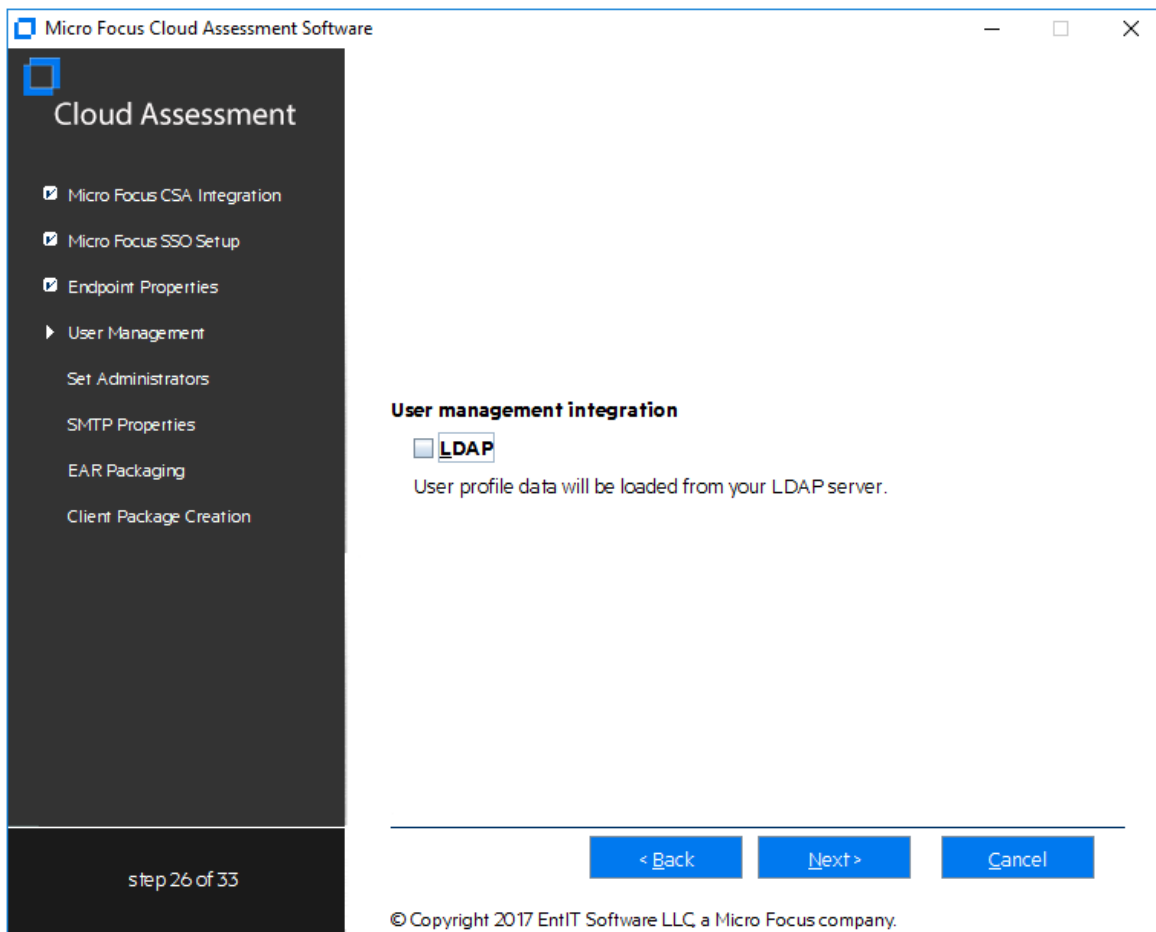 Micro Focus Cloud Assessment Software
Cloud Assessment
Micro Focus CSA Integration
Micro Focus SSO Setup
Endpoint Properties
User Management
Set Administrators
SMTP Properties
EAR Packaging
Client Package Creation
User management integration
LDAP
User profile data will be loaded from your LDAP server.
< Back
Next >
Cancel
step 26 of 33
© Copyright 2017 EntIT Software LLC, a Micro Focus company.